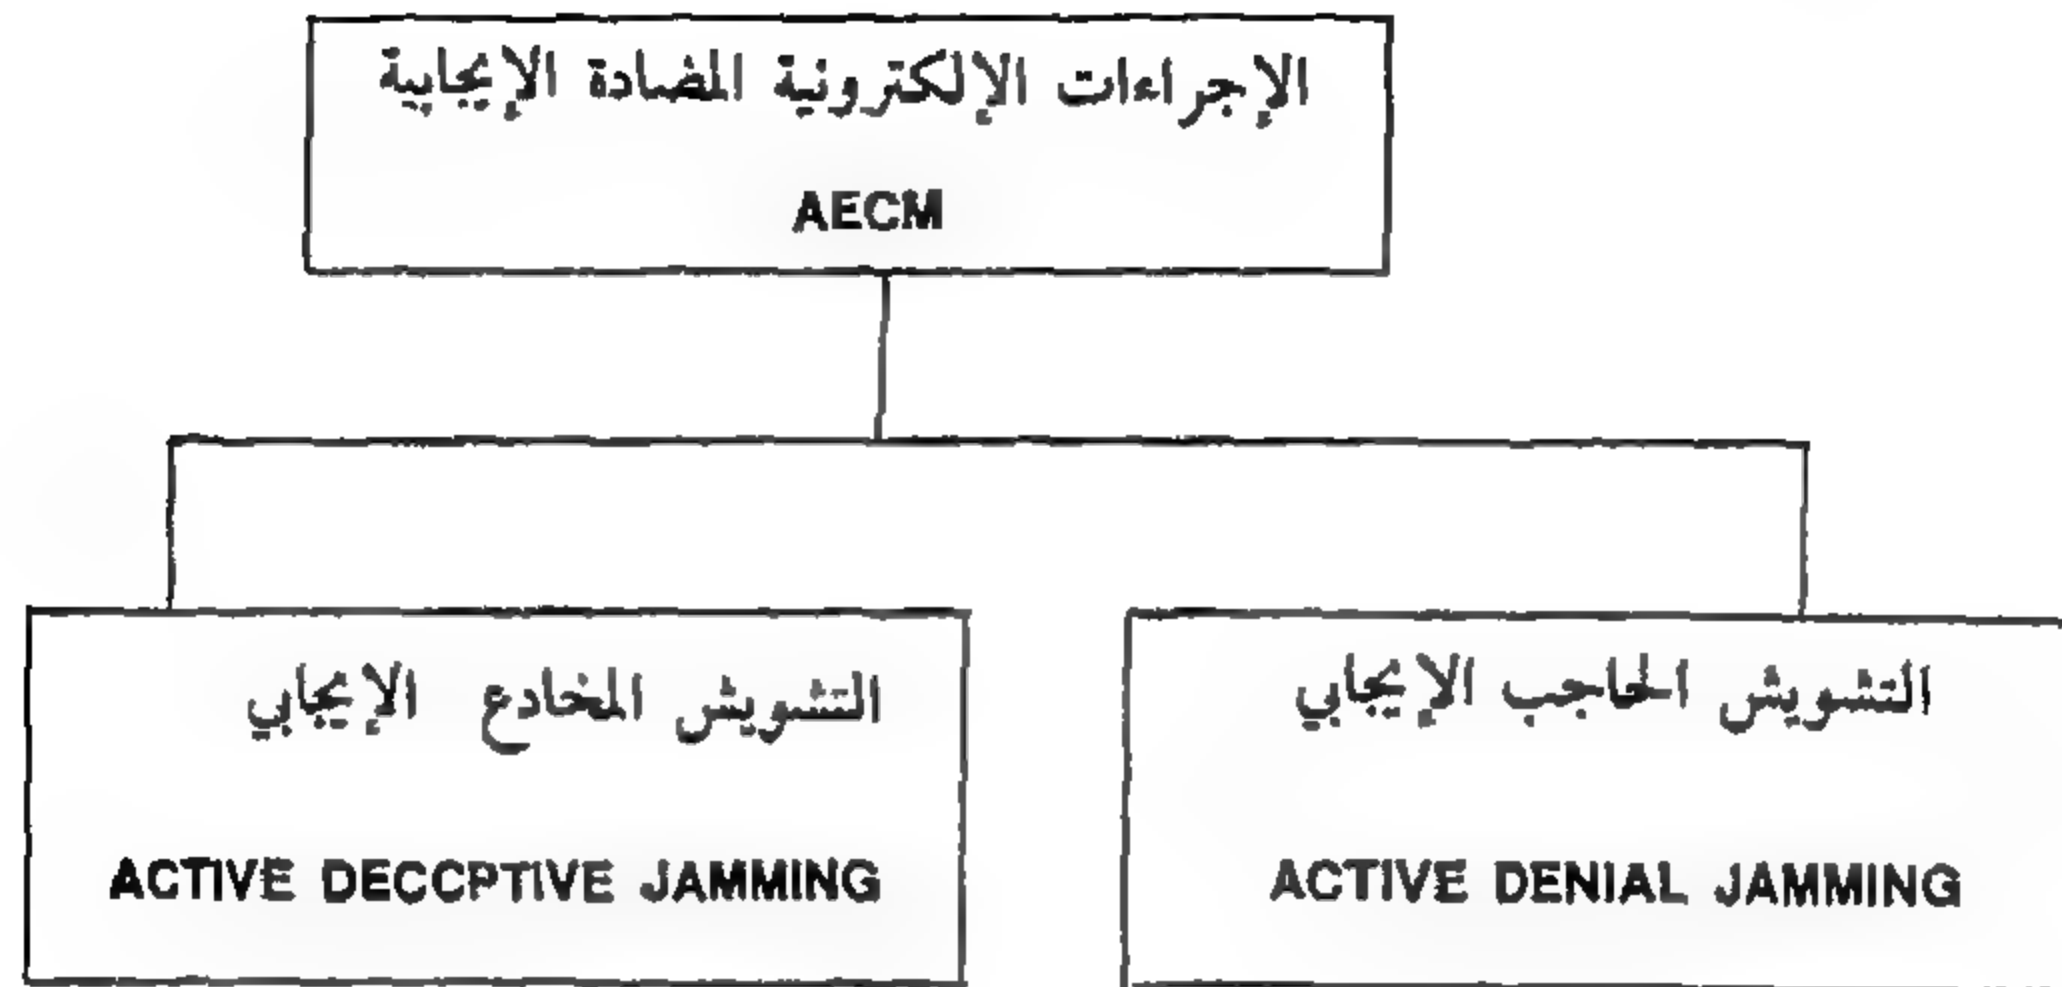 الإجراءات الإلكترونية المضادة الإيجابية
AECM
التشويش الحاجب الإيجابي
ACTIVE DENIAL JAMMING
التشويش المخادع الإيجابي
ACTIVE DECCPTIVE JAMMING